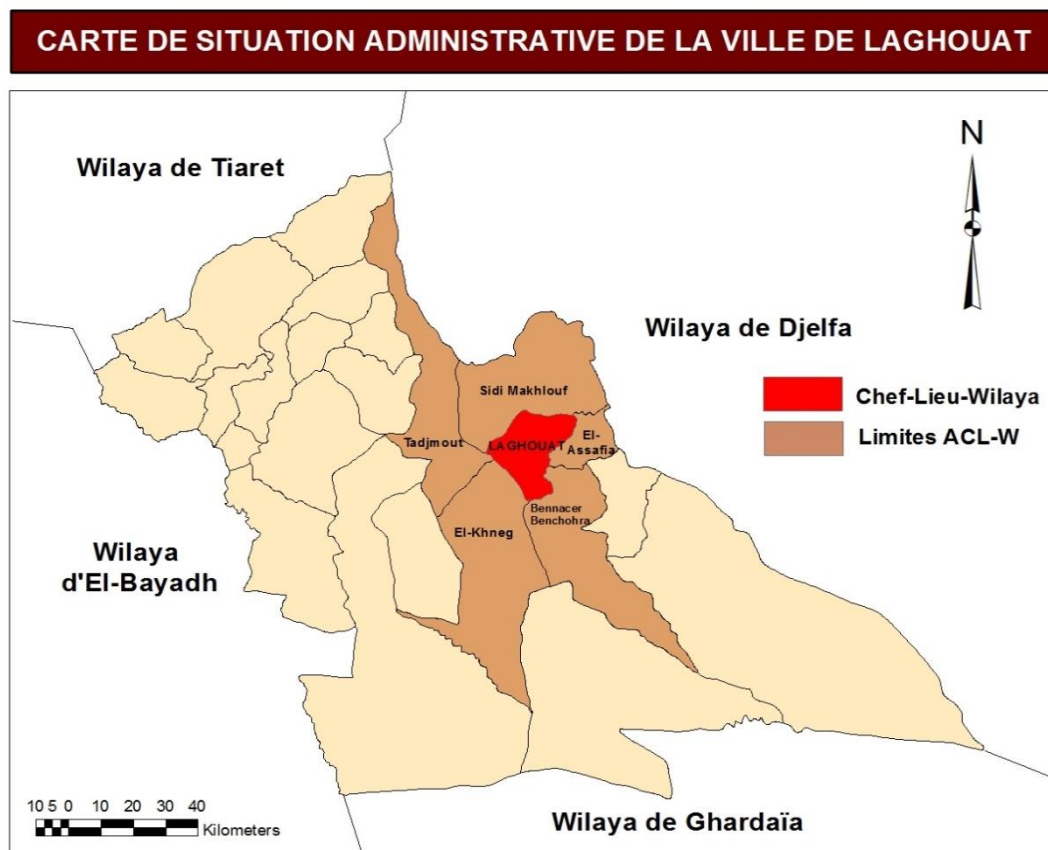 CARTE DE SITUATION ADMINISTRATIVE DE LA VILLE DE LAGHOUAT
Wilaya de Tiaret
N
Wilaya de Djelfa
Sidi Makhlouf
Chef-Lieu-Wilaya
Limites ACL-W
Tadjmout
LAGHOUAT
El-
Assafia
Bennacer
Benchohra
El-Khneg
Wilaya
d'El-Bayadh
10 5 0 10 20 30 40
Kilometers
Wilaya de Ghardaïa